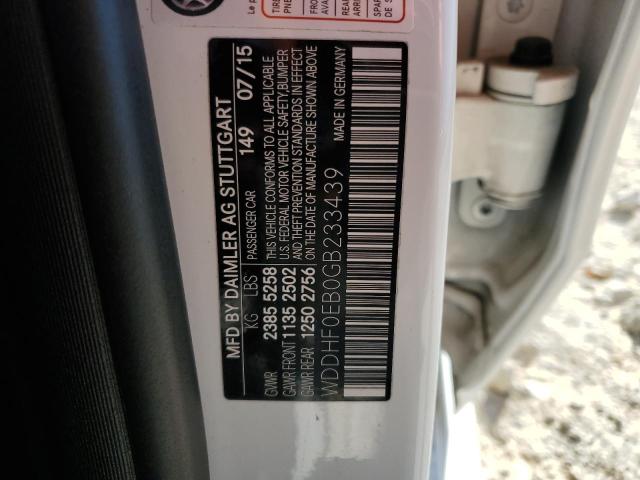 MFD BY DAIMLER AG STUTTGART
KG LBS PASSENGER CAR 149 07/15
GVWR 2385 5258 THIS VEHICLE CONFORMS TO ALL APPLICABLE
GAWR FRONT 1135 2502 U.S. FEDERAL MOTOR VEHICLE SAFETY,BUMPER
GAWR REAR 1250 2756 AND THEFT PREVENTION STANDARDS IN EFFECT
ON THE DATE OF MANUFACTURE SHOWN ABOVE
WDDHF0EB0GB233439 MADE IN GERMANY